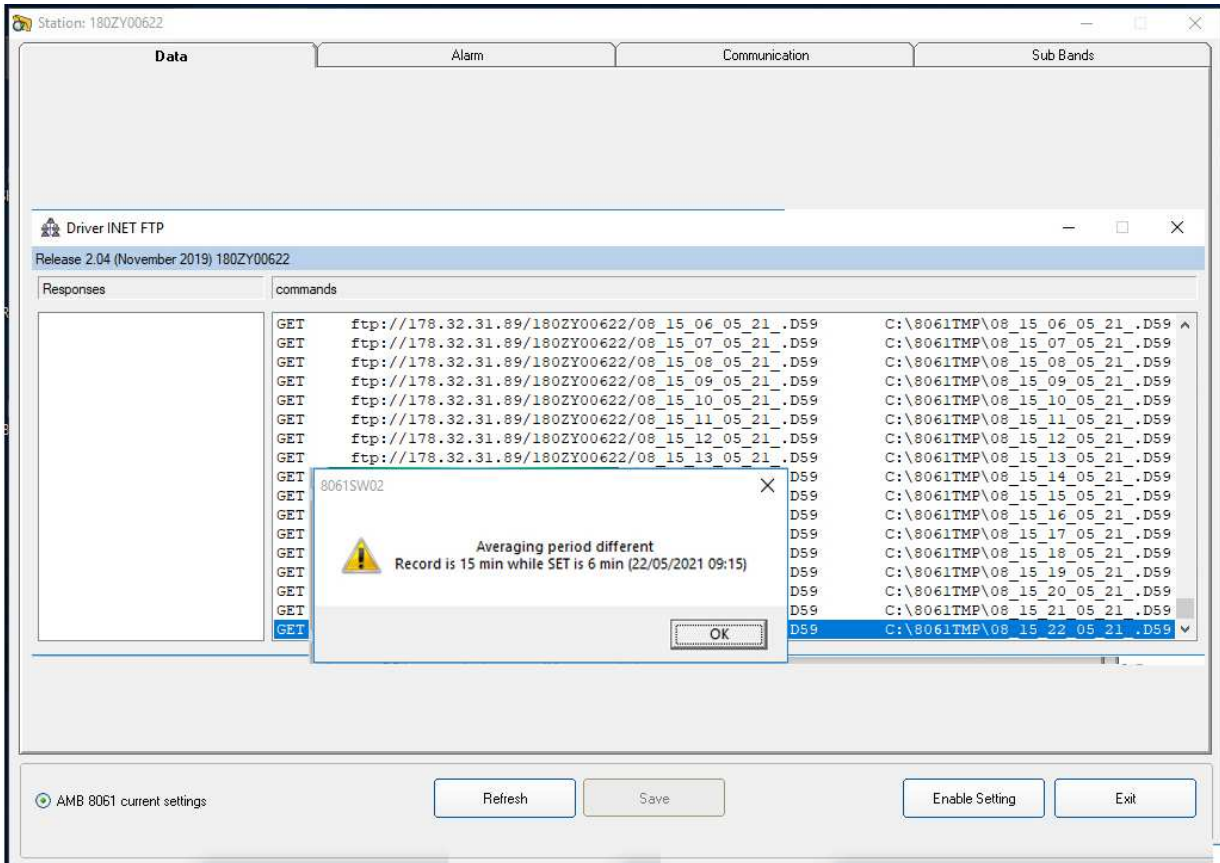 Station: 180ZY00622
Data Alarm Communication Sub Bands
Driver INET FTP
Release 2.04 (November 2019) 180ZY00622
Responses commands
GET ftp://178.32.31.89/180ZY00622/08_15_06_05_21_.D59 C:\8061TMP\08_15_06_05_21_.D59
GET ftp://178.32.31.89/180ZY00622/08_15_07_05_21_.D59 C:\8061TMP\08_15_07_05_21_.D59
GET ftp://178.32.31.89/180ZY00622/08_15_08_05_21_.D59 C:\8061TMP\08_15_08_05_21_.D59
GET ftp://178.32.31.89/180ZY00622/08_15_09_05_21_.D59 C:\8061TMP\08_15_09_05_21_.D59
GET ftp://178.32.31.89/180ZY00622/08_15_10_05_21_.D59 C:\8061TMP\08_15_10_05_21_.D59
GET ftp://178.32.31.89/180ZY00622/08_15_11_05_21_.D59 C:\8061TMP\08_15_11_05_21_.D59
GET ftp://178.32.31.89/180ZY00622/08_15_12_05_21_.D59 C:\8061TMP\08_15_12_05_21_.D59
GET ftp://178.32.31.89/180ZY00622/08_15_13_05_21_.D59 C:\8061TMP\08_15_13_05_21_.D59
GET D59 C:\8061TMP\08_15_14_05_21_.D59
GET D59 C:\8061TMP\08_15_15_05_21_.D59
GET D59 C:\8061TMP\08_15_16_05_21_.D59
GET D59 C:\8061TMP\08_15_17_05_21_.D59
GET D59 C:\8061TMP\08_15_18_05_21_.D59
GET D59 C:\8061TMP\08_15_19_05_21_.D59
GET D59 C:\8061TMP\08_15_20_05_21_.D59
GET D59 C:\8061TMP\08_15_21_05_21_.D59
GET D59 C:\8061TMP\08_15_22_05_21_.D59
8061SW02
Averaging period different
Record is 15 min while SET is 6 min (22/05/2021 09:15)
OK
AMB 8061 current settings Refresh Save Enable Setting Exit